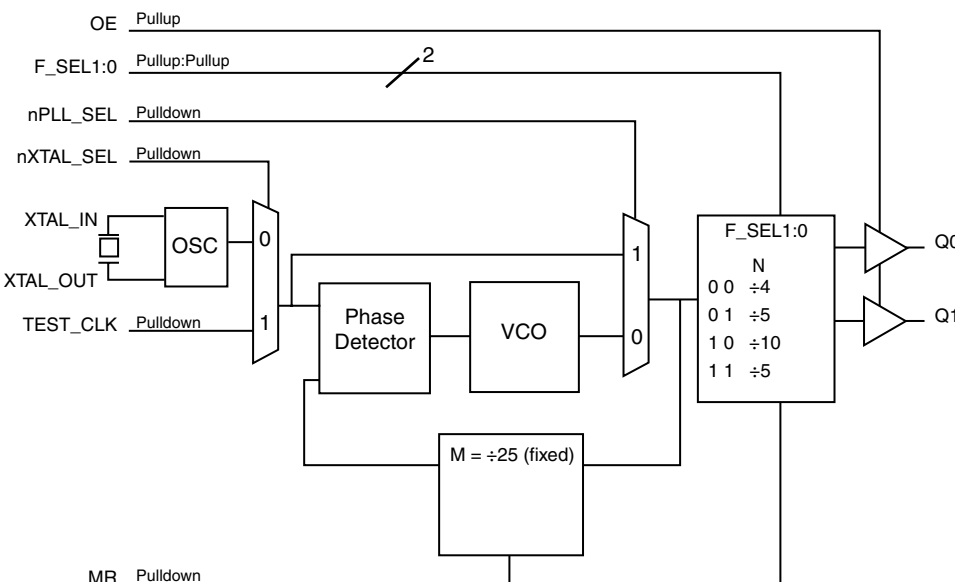 OE Pullup
F_SEL1:0 Pullup:Pullup 2
nPLL_SEL Pulldown
nXTAL_SEL Pulldown
XTAL_IN
OSC
XTAL_OUT
TEST_CLK Pulldown
0
1
Phase
Detector
VCO
1
0
F_SEL1:0
N
0 0 ÷4
0 1 ÷5
1 0 ÷10
1 1 ÷5
Q0
Q1
M = ÷25 (fixed)
MR Pulldown